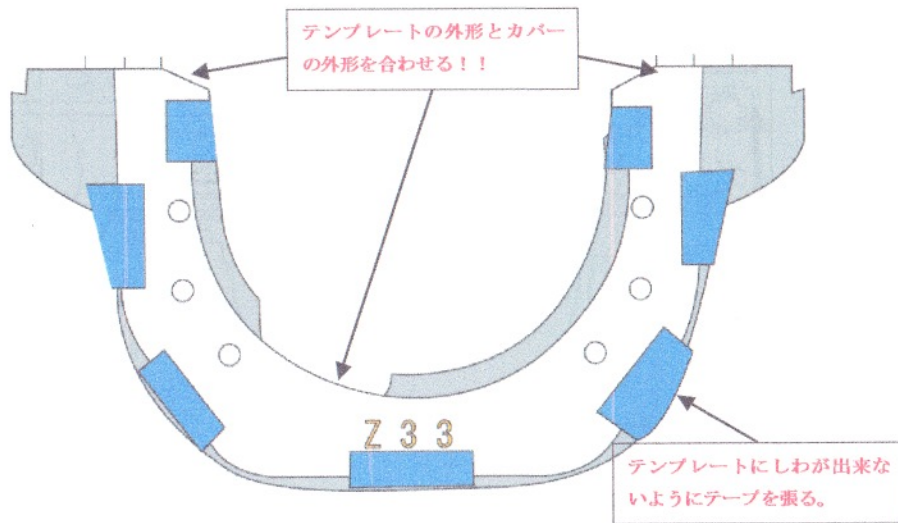 テンプレートの外形とカバー
の外形を合わせる！！
Z33
テンプレートにしわが出来な
いようにテープを張る。